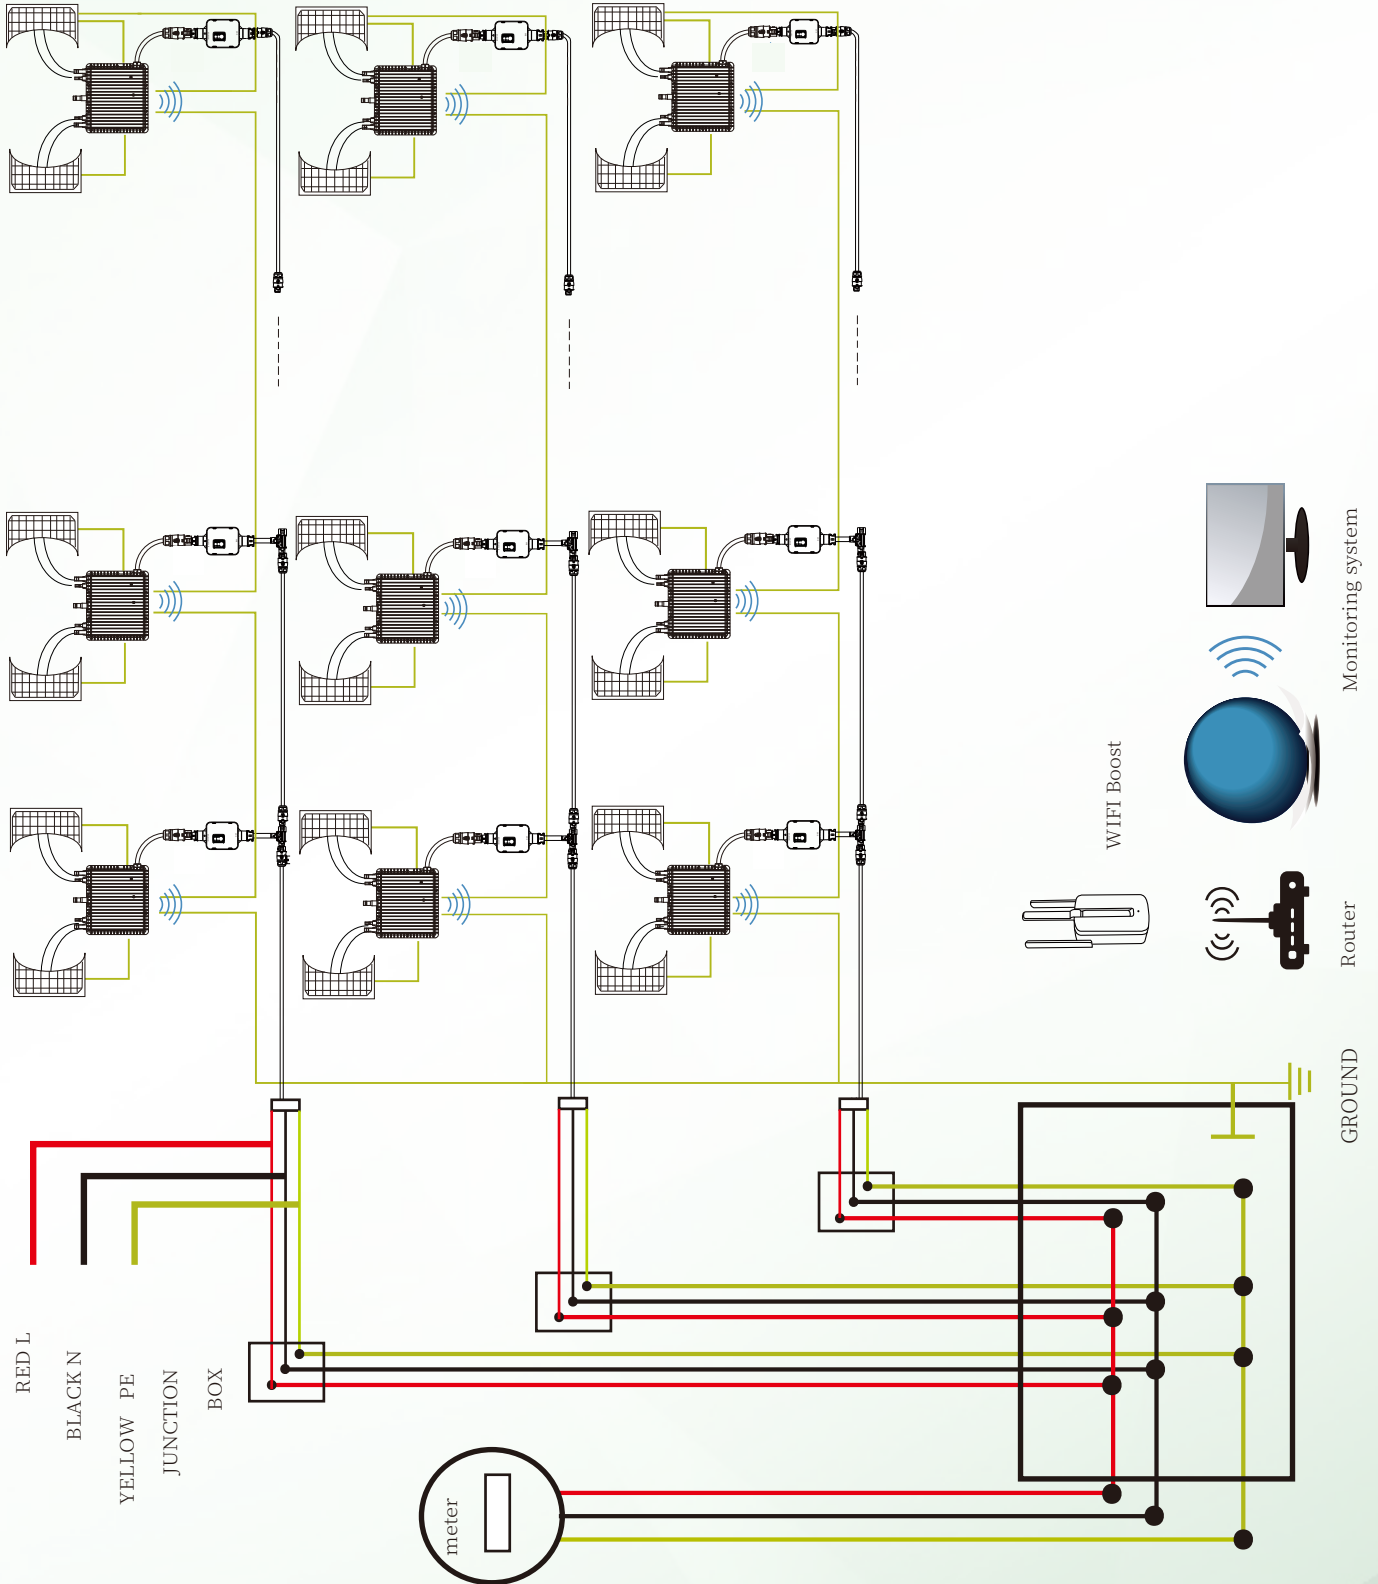 RED L
BLACK N
YELLOW PE
JUNCTION
BOX
meter
WIFI Boost
Monitoring system
Router
GROUND